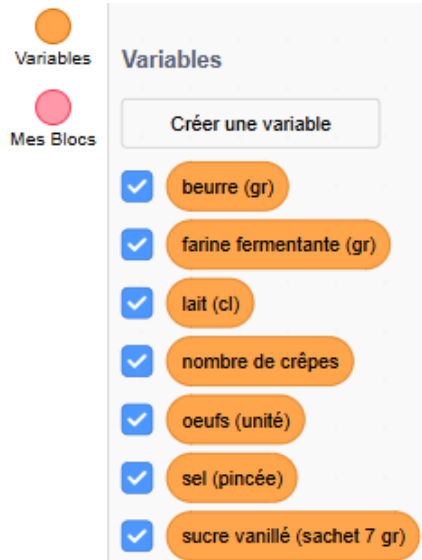 Variables
Mes Blocs
Variables
Créer une variable
beurre (gr)
farine fermentante (gr)
lait (cl)
nombre de crêpes
oeufs (unité)
sel (pincée)
sucre vanillé (sachet 7 gr)